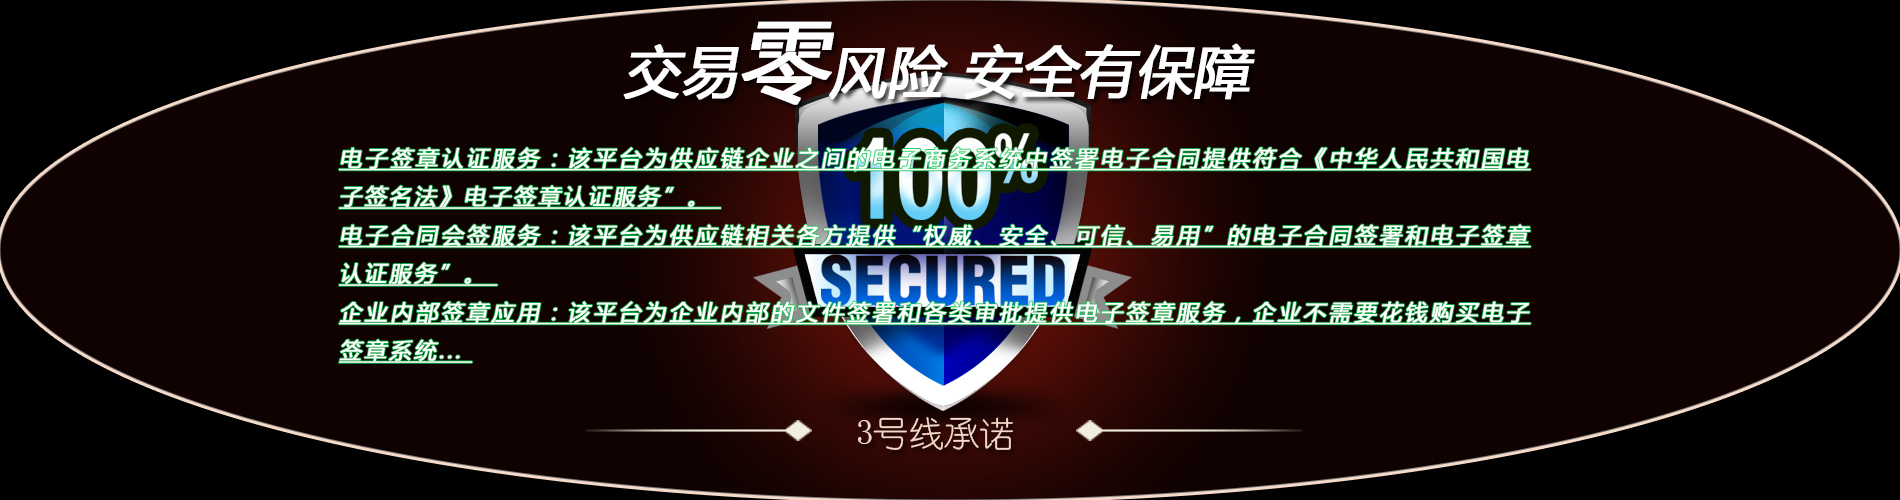 交易零风险 安全有保障
100%
电子签章认证服务：该平台为供应链企业之间的电子商务系统中签署电子合同提供符合《中华人民共和国电
子签名法》电子签章认证服务”。
电子合同会签服务：该平台为供应链相关各方提供“权威、安全、可信、易用”的电子合同签署和电子签章
认证服务”。
SECURED
企业内部签章应用：该平台为企业内部的文件签署和各类审批提供电子签章服务，企业不需要花钱购买电子
签章系统...
3号线承诺